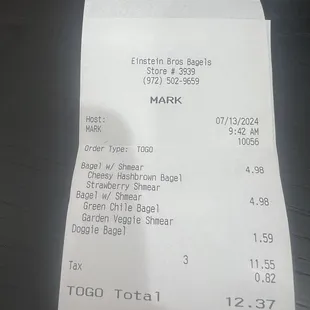 Einstein Bros Bagels
Store # 3939
(972) 502-9659
MARK
Host: 07/13/2024
MARK 9:42 AM
10056
Order Type: TOGO
Bagel w/ Shmear 4.98
Cheesy Hashbrown Bagel
Strawberry Shmear
Bagel w/ Shmear 4.98
Green Chile Bagel
Garden Veggie Shmear
Doggie Bagel 1.59
3 11.55
Tax 0.82
TOGO Total 12.37